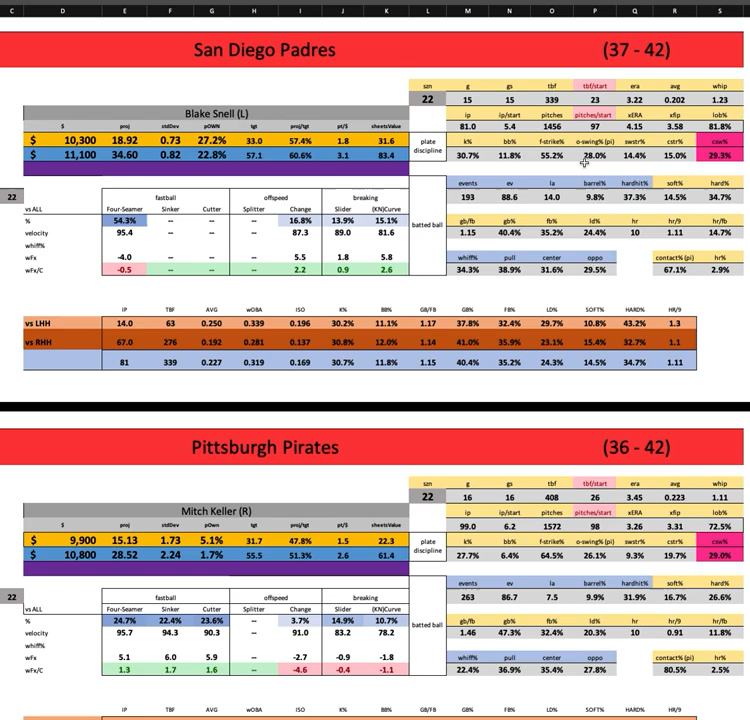 C D E F G H I J K L M N O P Q R S
San Diego Padres (37 - 42)
szn g gs tbf tbf/start era avg whip
22 15 15 339 23 3.22 0.202 1.23
Blake Snell (L) ip ip/start pitches pitches/start xERA xfip lob%
81.0 5.4 1456 97 4.15 3.58 81.8%
$ proj stdDev pOWN tgt proj/tgt pt/$ sheetsValue
$ 10,300 18.92 0.73 27.2% 33.0 57.4% 1.8 31.6 plate discipline k% bb% f-strike% o-swing% (pi) swstr% cstr% csw%
$ 11,100 34.60 0.82 22.8% 57.1 60.6% 3.1 83.4 30.7% 11.8% 55.2% 28.0% 14.4% 15.0% 29.3%
events ev la barrel% hardhit% soft% hard%
22 fastball offspeed breaking 193 88.6 14.0 9.8% 37.3% 14.5% 34.7%
vs ALL Four-Seamer Sinker Cutter Splitter Change Slider (KN)Curve
% 54.3% -- -- -- 16.8% 13.9% 15.1% batted ball gb/fb gb% fb% ld% hr hr/9 hr/fb
velocity 95.4 -- -- -- 87.3 89.0 81.6 1.15 40.4% 35.2% 24.4% 10 1.11 14.7%
whiff%
wFx -4.0 -- -- -- 5.5 1.8 5.8 whiff% pull center oppo contact% (pi) hr%
wFx/C -0.5 -- -- -- 2.2 0.9 2.6 34.3% 38.9% 31.6% 29.5% 67.1% 2.9%
IP TBF AVG wOBA ISO K% BB% GB/FB GB% FB% LD% SOFT% HARD% HR/9
vs LHH 14.0 63 0.250 0.339 0.196 30.2% 11.1% 1.17 37.8% 32.4% 29.7% 10.8% 43.2% 1.3
vs RHH 67.0 276 0.192 0.281 0.137 30.8% 12.0% 1.14 41.0% 35.9% 23.1% 15.4% 32.7% 1.1
81 339 0.227 0.319 0.169 30.7% 11.8% 1.15 40.4% 35.2% 24.3% 14.5% 34.7% 1.11
Pittsburgh Pirates (36 - 42)
szn g gs tbf tbf/start era avg whip
22 16 16 408 26 3.45 0.223 1.11
Mitch Keller (R) ip ip/start pitches pitches/start xERA xfip lob%
99.0 6.2 1572 98 3.26 3.31 72.5%
$ proj stdDev pOwn tgt proj/tgt pt/$ sheetsValue
$ 9,900 15.13 1.73 5.1% 31.7 47.8% 1.5 22.3 plate discipline k% bb% f-strike% o-swing% (pi) swstr% cstr% csw%
$ 10,800 28.52 2.24 1.7% 55.5 51.3% 2.6 61.4 27.7% 6.4% 64.5% 26.1% 9.3% 19.7% 29.0%
events ev la barrel% hardhit% soft% hard%
22 fastball offspeed breaking 263 86.7 7.5 9.9% 31.9% 16.7% 26.6%
vs ALL Four-Seamer Sinker Cutter Splitter Change Slider (KN)Curve
% 24.7% 22.4% 23.6% -- 3.7% 14.9% 10.7% batted ball gb/fb gb% fb% ld% hr hr/9 hr/fb
velocity 95.7 94.3 90.3 -- 91.0 83.2 78.2 1.46 47.3% 32.4% 20.3% 10 0.91 11.8%
whiff%
wFx 5.1 6.0 5.9 -- -2.7 -0.9 -1.8 whiff% pull center oppo contact% (pi) hr%
wFx/C 1.3 1.7 1.6 -- -4.6 -0.4 -1.1 22.4% 36.9% 35.4% 27.8% 80.5% 2.5%
IP TBF AVG wOBA ISO K% BB% GB/FB GB% FB% LD% SOFT% HARD% HR/9